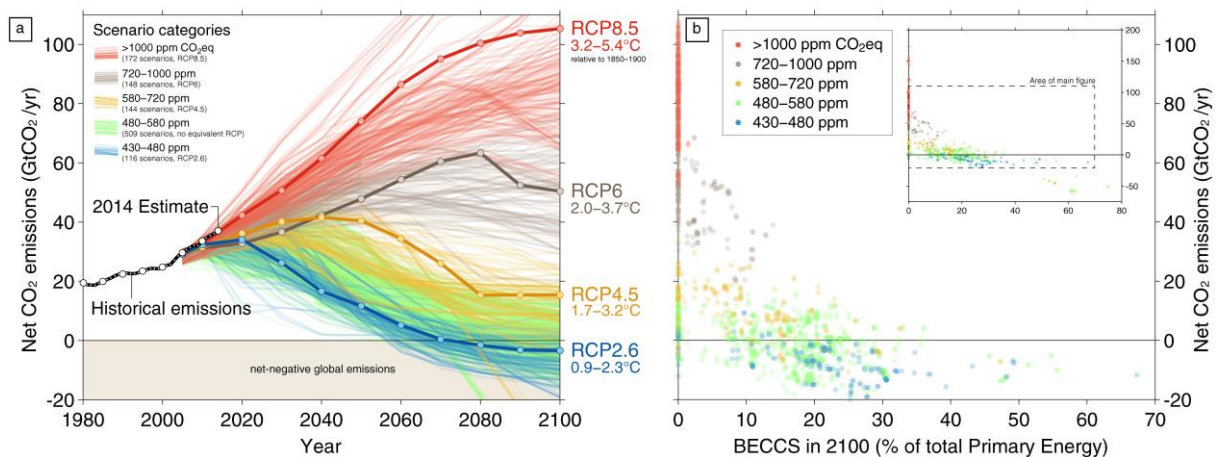 a
Net CO₂ emissions (GtCO₂/yr)
100
80
60
40
20
0
-20
Scenario categories
>1000 ppm CO₂eq
(172 scenarios, RCP8.5)
720–1000 ppm
(148 scenarios, RCP6)
580–720 ppm
(144 scenarios, RCP4.5)
480–580 ppm
(509 scenarios, no equivalent RCP)
430–480 ppm
(116 scenarios, RCP2.6)
2014 Estimate
Historical emissions
net-negative global emissions
RCP8.5
3.2–5.4°C
relative to 1850–1900
RCP6
2.0–3.7°C
RCP4.5
1.7–3.2°C
RCP2.6
0.9–2.3°C
1980 2000 2020 2040 2060 2080 2100
Year
b
>1000 ppm CO₂eq
720–1000 ppm
580–720 ppm
480–580 ppm
430–480 ppm
Area of main figure
200
150
100
50
0
-50
0 20 40 60 80
100
80
60
40
20
0
-20
Net CO₂ emissions (GtCO₂/yr)
0 10 20 30 40 50 60 70
BECCS in 2100 (% of total Primary Energy)